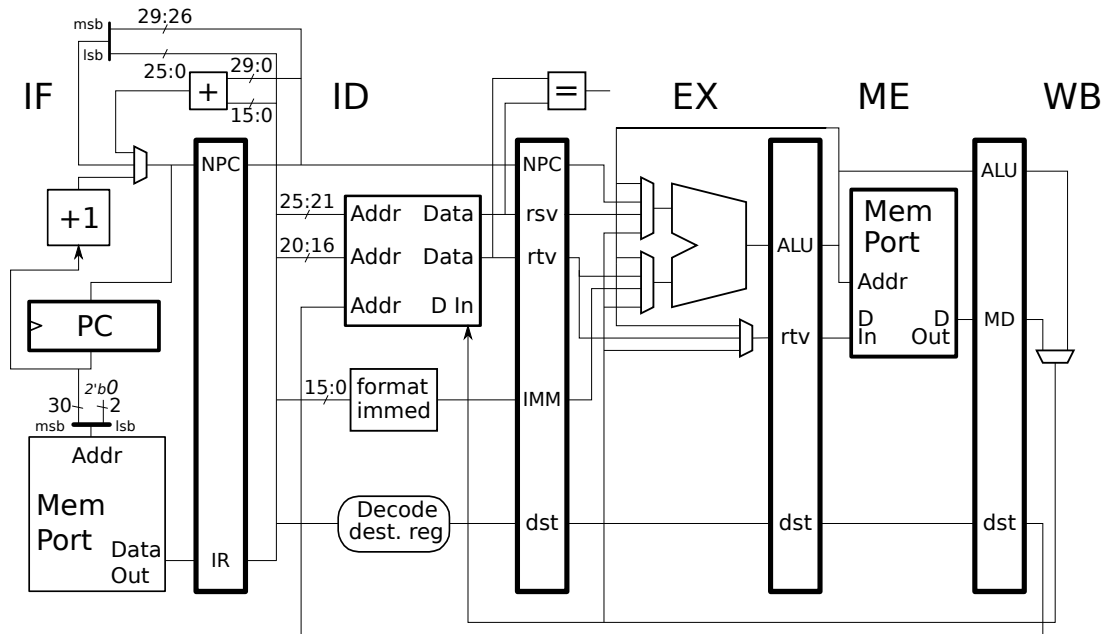 29:26
msb
lsb
25:0
29:0
+
15:0
=
IF
ID
EX
ME
WB
NPC
NPC
ALU
+1
25:21
Addr
Data
rsv
Mem
Port
20:16
Addr
Data
rtv
ALU
Addr
Addr
D In
PC
D
In
D
Out
MD
rtv
2'b0
30
2
msb
lsb
15:0
format
immed
IMM
Addr
Mem
Port
Data
Out
IR
Decode
dest. reg
dst
dst
dst